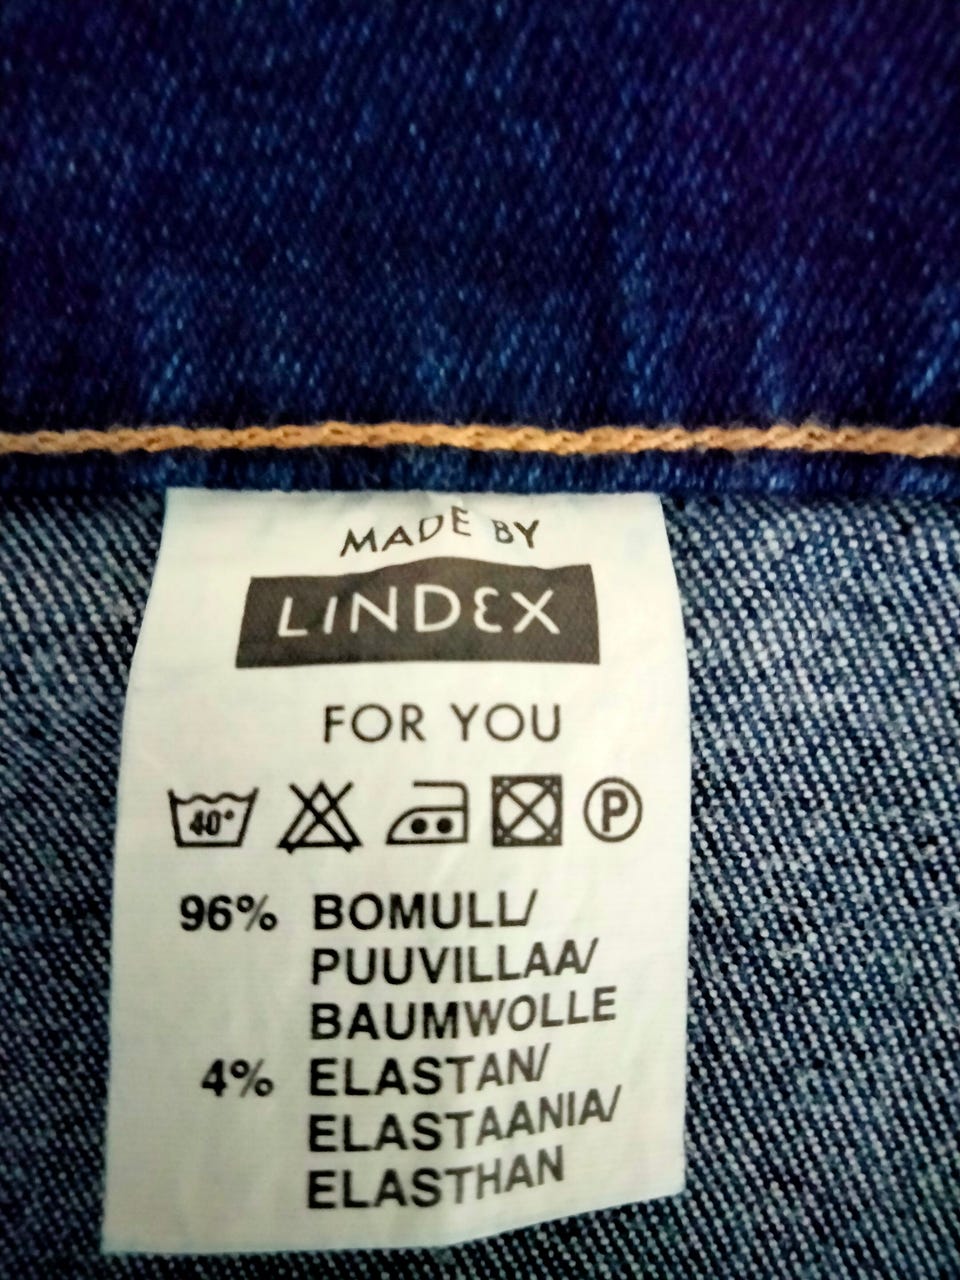 MADE BY
LINDEX
FOR YOU
40° P
96% BOMULL/
PUUVILLAA/
BAUMWOLLE
4% ELASTAN/
ELASTAANIA/
ELASTHAN